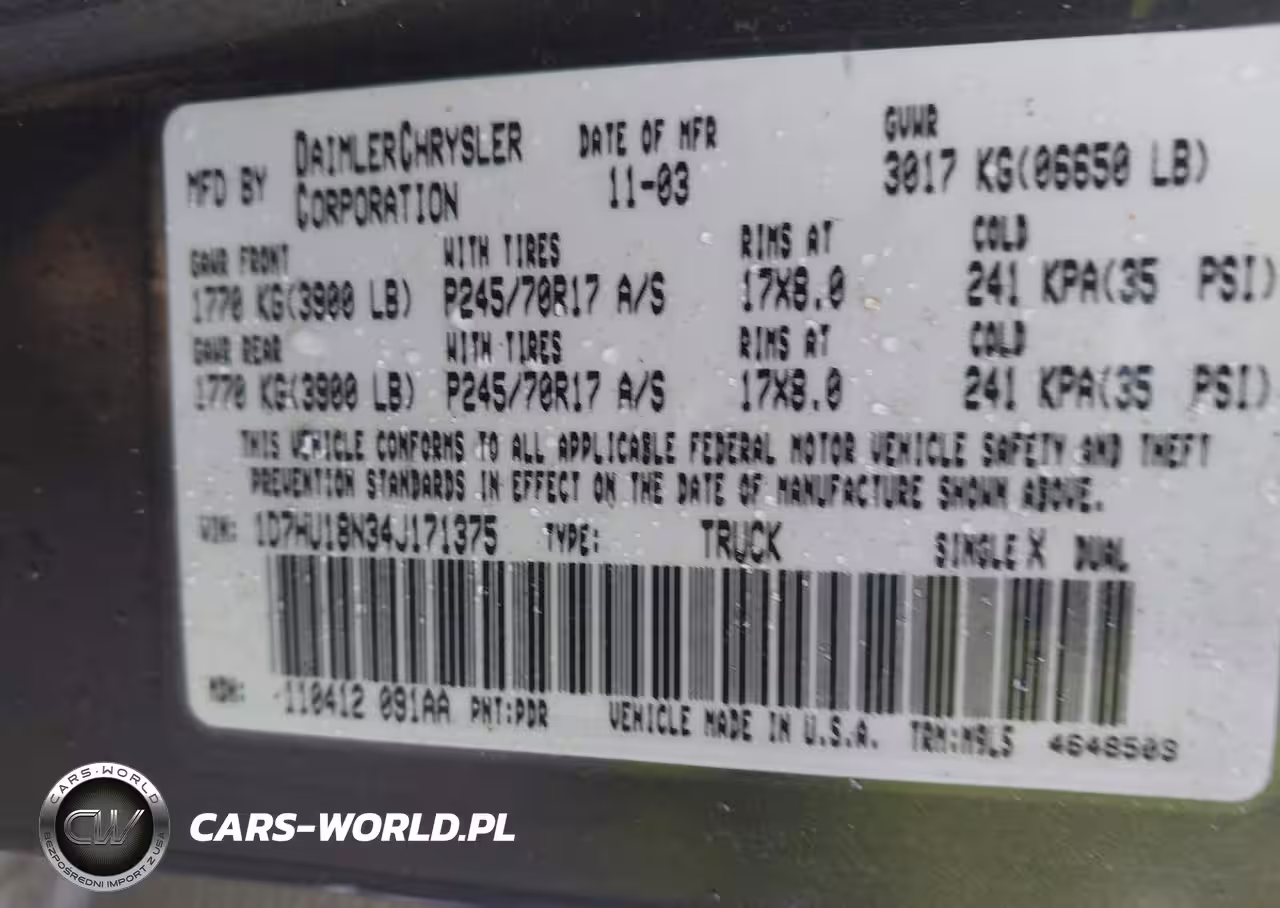 MFD BY DAIMLERCHRYSLER CORPORATION DATE OF MFR 11-03 GVWR 3017 KG(06650 LB)
GAWR FRONT WITH TIRES RIMS AT COLD
1770 KG(3900 LB) P245/70R17 A/S 17X8.0 241 KPA(35 PSI)
GAWR REAR WITH TIRES RIMS AT COLD
1770 KG(3900 LB) P245/70R17 A/S 17X8.0 241 KPA(35 PSI)
THIS VEHICLE CONFORMS TO ALL APPLICABLE FEDERAL MOTOR VEHICLE SAFETY AND THEFT
PREVENTION STANDARDS IN EFFECT ON THE DATE OF MANUFACTURE SHOWN ABOVE.
VIN: 1D7HU18N34J171375 TYPE: TRUCK SINGLE X DUAL
MDH: 110412 091AA PNT:PDR VEHICLE MADE IN U.S.A. TRM:M9L5 4648509
CARS-WORLD
CW
BEZPOŚREDNI IMPORT Z USA
CARS-WORLD.PL